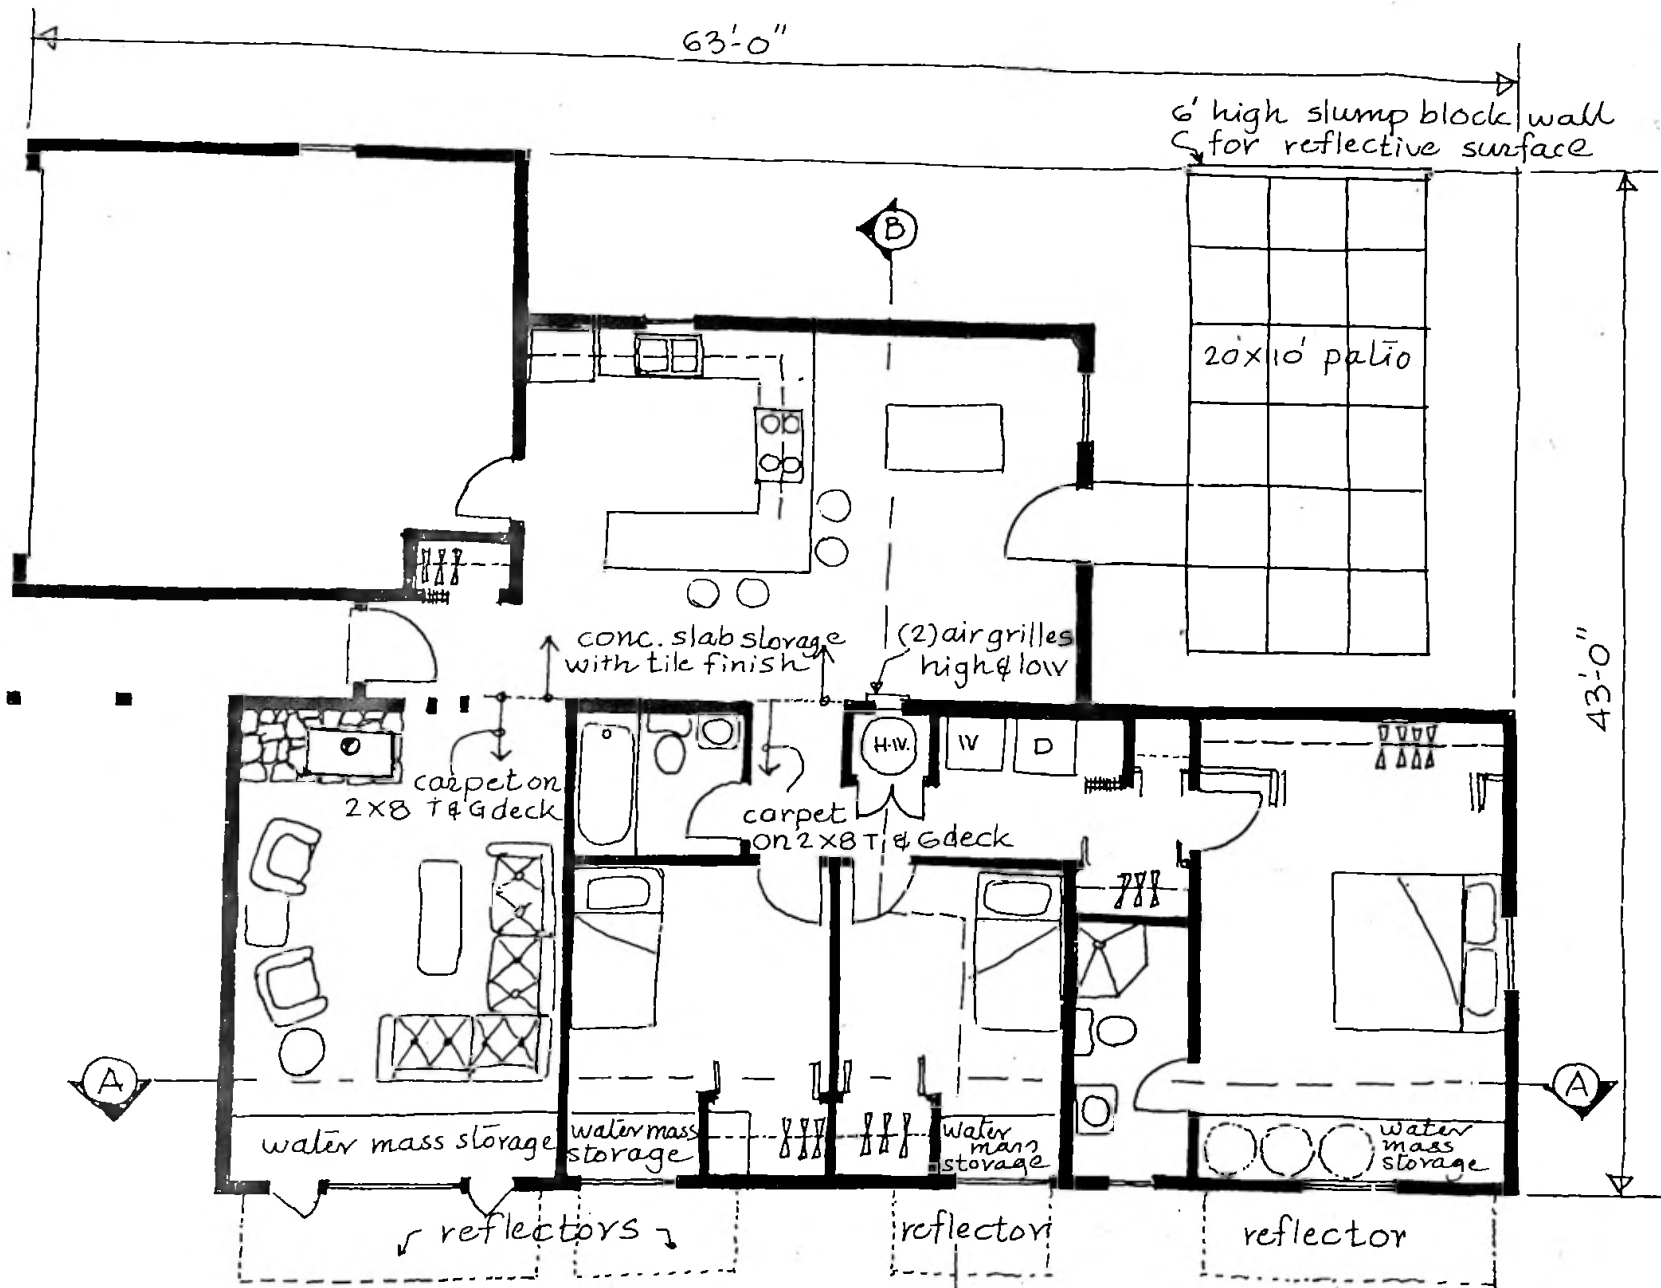 63'-0"
6' high slump block wall
for reflective surface
B
20'x10' patio
43'-0"
conc. slab storage
with tile finish
(2) air grilles
high & low
H.W.
W
D
carpet on
2x8 T & G deck
carpet
on 2x8 T & G deck
A
A
water mass storage
water mass
storage
water
mass
storage
water
mass
storage
reflectors
reflector
reflector